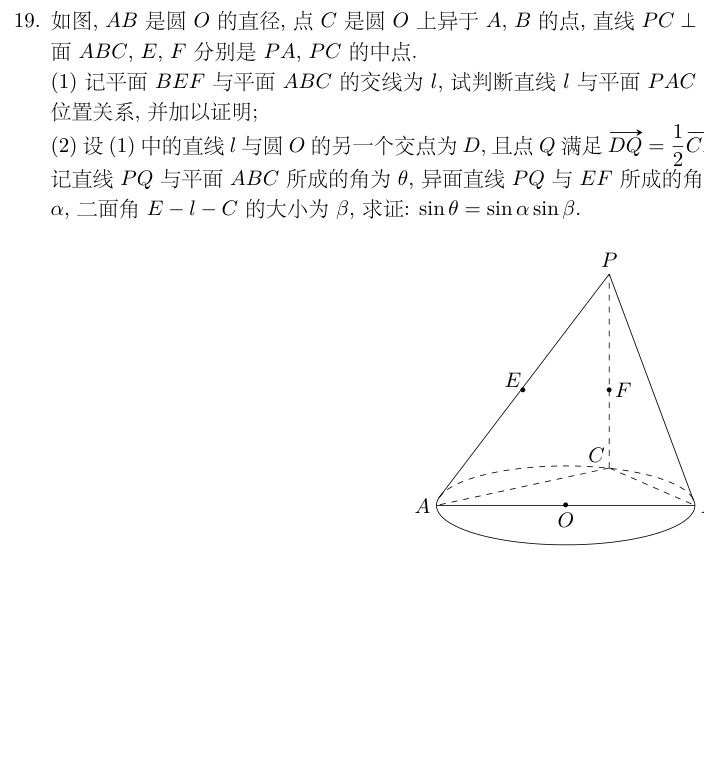 19. 如图, AB 是圆 O 的直径, 点 C 是圆 O 上异于 A, B 的点, 直线 PC ⊥
面 ABC, E, F 分别是 PA, PC 的中点.
(1) 记平面 BEF 与平面 ABC 的交线为 l, 试判断直线 l 与平面 PAC
位置关系, 并加以证明;
(2) 设 (1) 中的直线 l 与圆 O 的另一个交点为 D, 且点 Q 满足 $\overrightarrow{DQ} = \frac{1}{2}$ C
记直线 PQ 与平面 ABC 所成的角为 θ, 异面直线 PQ 与 EF 所成的角
α, 二面角 E − l − C 的大小为 β, 求证: sin θ = sin α sin β.
P
E
F
C
A
O